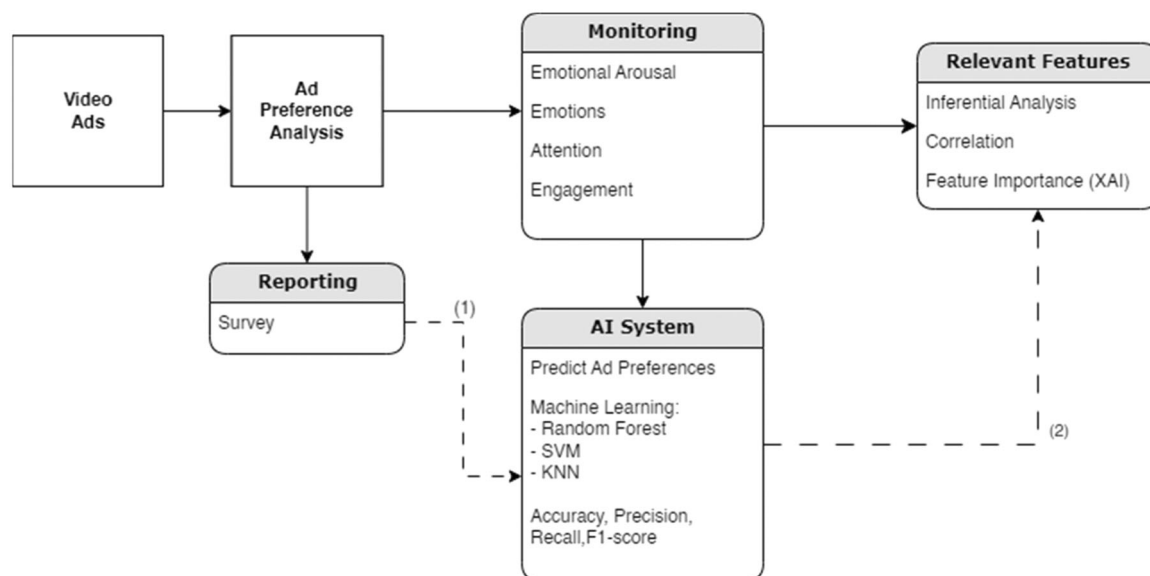 Video
Ads
Ad
Preference
Analysis
Monitoring
Emotional Arousal
Emotions
Attention
Engagement
Relevant Features
Inferential Analysis
Correlation
Feature Importance (XAI)
Reporting
Survey
(1)
AI System
Predict Ad Preferences
Machine Learning:
- Random Forest
- SVM
- KNN
Accuracy, Precision,
Recall,F1-score
(2)